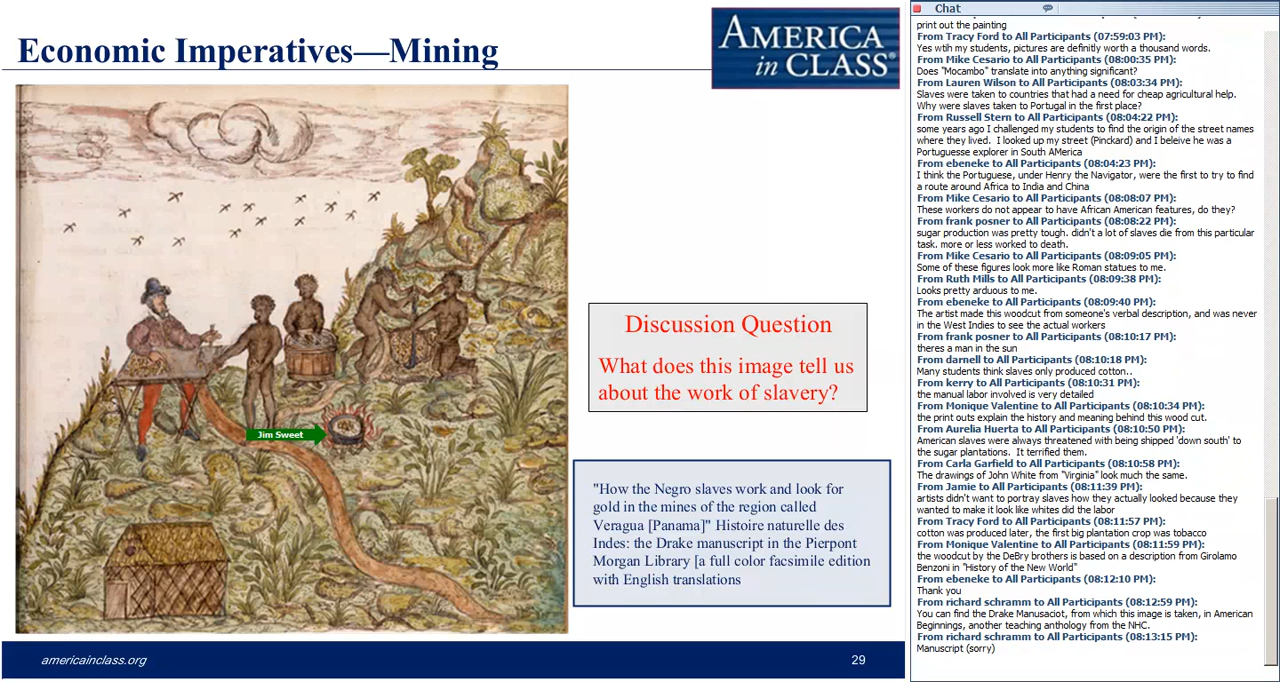 Economic Imperatives—Mining
AMERICA
in CLASS®
Jim Sweet
Discussion Question
What does this image tell us
about the work of slavery?
"How the Negro slaves work and look for
gold in the mines of the region called
Veragua [Panama]" Histoire naturelle des
Indes: the Drake manuscript in the Pierpont
Morgan Library [a full color facsimile edition
with English translations
americainclass.org
29
Chat
print out the painting
From Tracy Ford to All Participants (07:59:03 PM):
Yes wtih my students, pictures are definitly worth a thousand words.
From Mike Cesario to All Participants (08:00:35 PM):
Does "Mocambo" translate into anything significant?
From Lauren Wilson to All Participants (08:03:34 PM):
Slaves were taken to countries that had a need for cheap agricultural help.
Why were slaves taken to Portugal in the first place?
From Russell Stern to All Participants (08:04:22 PM):
some years ago I challenged my students to find the origin of the street names
where they lived. I looked up my street (Pinckard) and I beleive he was a
Portuguesse explorer in South AMerica
From ebeneke to All Participants (08:04:23 PM):
I think the Portuguese, under Henry the Navigator, were the first to try to find
a route around Africa to India and China
From Mike Cesario to All Participants (08:08:07 PM):
These workers do not appear to have African American features, do they?
From frank posner to All Participants (08:08:22 PM):
sugar production was pretty tough. didn't a lot of slaves die from this particular
task. more or less worked to death.
From Mike Cesario to All Participants (08:09:05 PM):
Some of these figures look more like Roman statues to me.
From Ruth Mills to All Participants (08:09:38 PM):
Looks pretty arduous to me.
From ebeneke to All Participants (08:09:40 PM):
The artist made this woodcut from someone's verbal description, and was never
in the West Indies to see the actual workers
From frank posner to All Participants (08:10:17 PM):
theres a man in the sun
From darnell to All Participants (08:10:18 PM):
Many students think slaves only produced cotton..
From kerry to All Participants (08:10:31 PM):
the manual labor involved is very detailed
From Monique Valentine to All Participants (08:10:34 PM):
the print outs explain the history and meaning behind this wood cut.
From Aurelia Huerta to All Participants (08:10:50 PM):
American slaves were always threatened with being shipped 'down south' to
the sugar plantations. It terrified them.
From Carla Garfield to All Participants (08:10:58 PM):
The drawings of John White from "Virginia" look much the same.
From Jamie to All Participants (08:11:39 PM):
artists didn't want to portray slaves how they actually looked because they
wanted to make it look like whites did the labor
From Tracy Ford to All Participants (08:11:57 PM):
cotton was produced later, the first big plantation crop was tobacco
From Monique Valentine to All Participants (08:11:59 PM):
the woodcut by the DeBry brothers is based on a description from Girolamo
Benzoni in "History of the New World"
From ebeneke to All Participants (08:12:10 PM):
Thank you
From richard schramm to All Participants (08:12:59 PM):
You can find the Drake Manusaciot, from which this image is taken, in American
Beginnings, another teaching anthology from the NHC.
From richard schramm to All Participants (08:13:15 PM):
Manuscript (sorry)